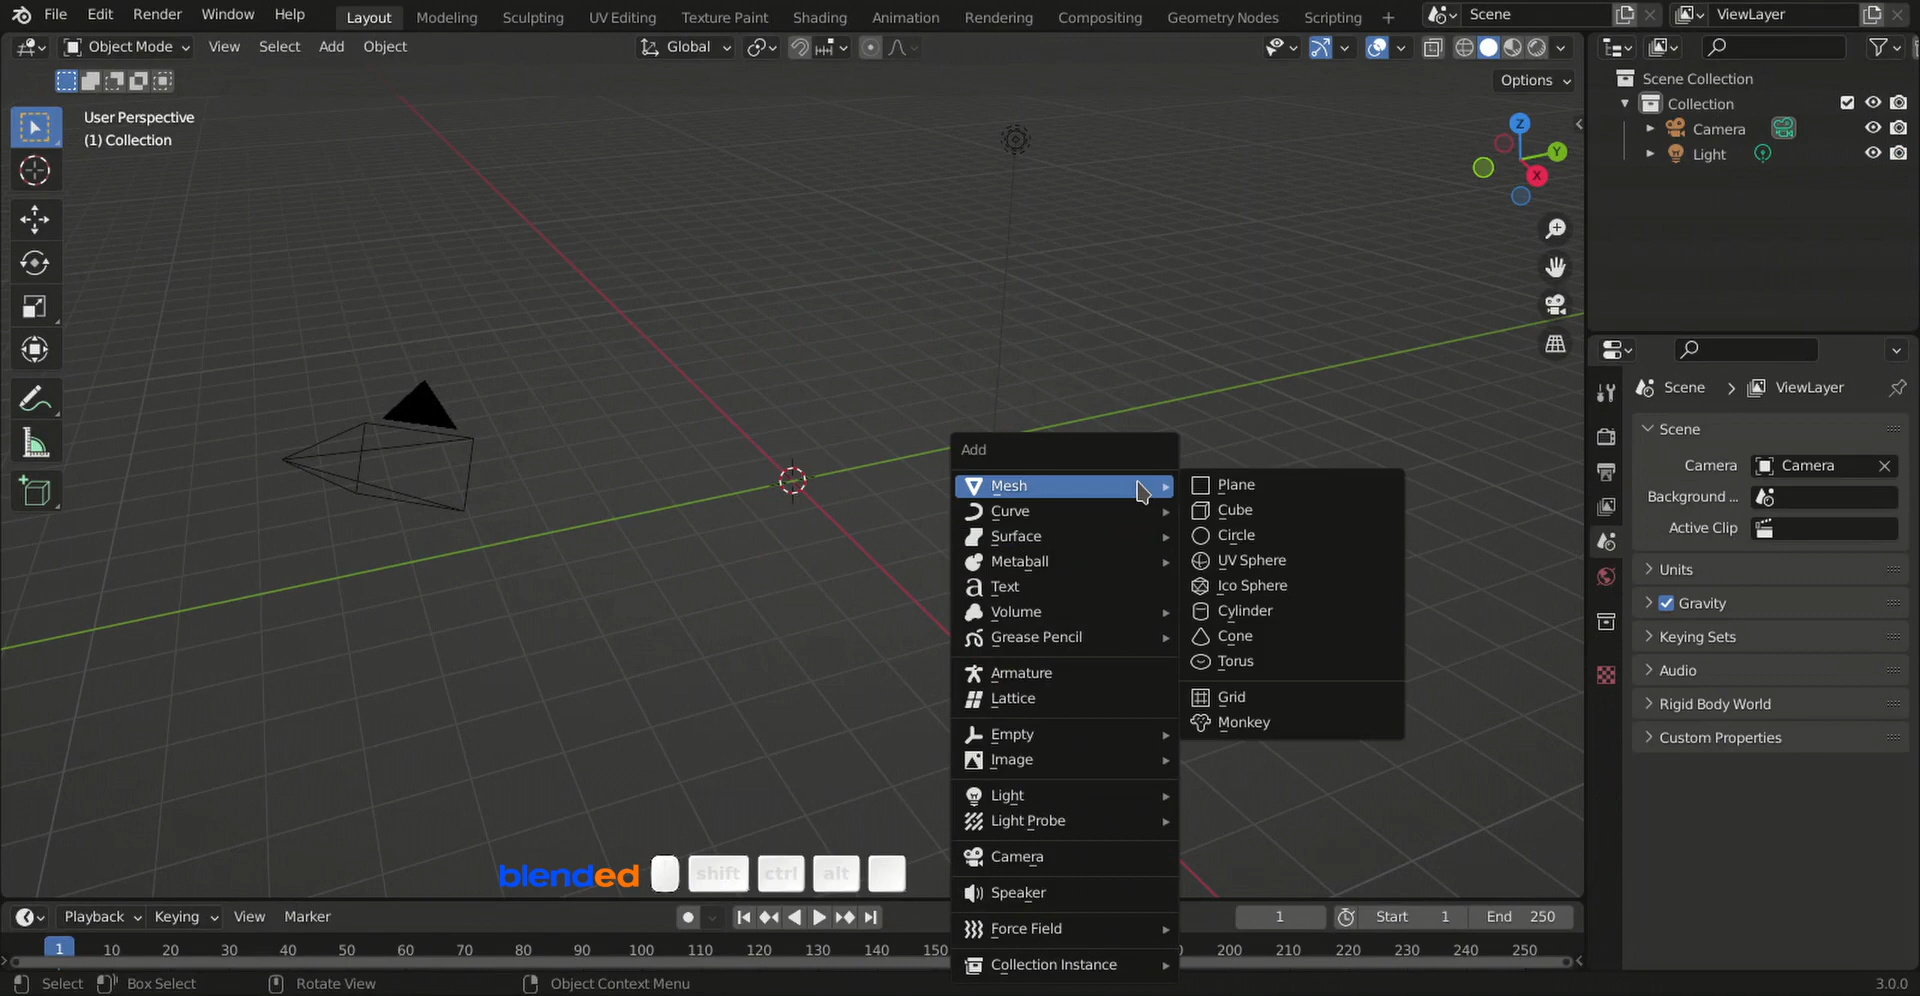 File Edit Render Window Help Layout Modeling Sculpting UV Editing Texture Paint Shading Animation Rendering Compositing Geometry Nodes Scripting + Scene ViewLayer
Object Mode View Select Add Object Global
Options
User Perspective
(1) Collection
Z
Y
X
Scene Collection
Collection
Camera
Light
Scene > ViewLayer
Scene
Camera Camera
Background ...
Active Clip
Units
Gravity
Keying Sets
Audio
Rigid Body World
Custom Properties
Add
Mesh
Curve
Surface
Metaball
Text
Volume
Grease Pencil
Armature
Lattice
Empty
Image
Light
Light Probe
Camera
Speaker
Force Field
Collection Instance
Plane
Cube
Circle
UV Sphere
Ico Sphere
Cylinder
Cone
Torus
Grid
Monkey
blended shift ctrl alt
Playback Keying View Marker 1 Start 1 End 250
1 10 20 30 40 50 60 70 80 90 100 110 120 130 140 150 200 210 220 230 240 250
Select Box Select Rotate View Object Context Menu 3.0.0